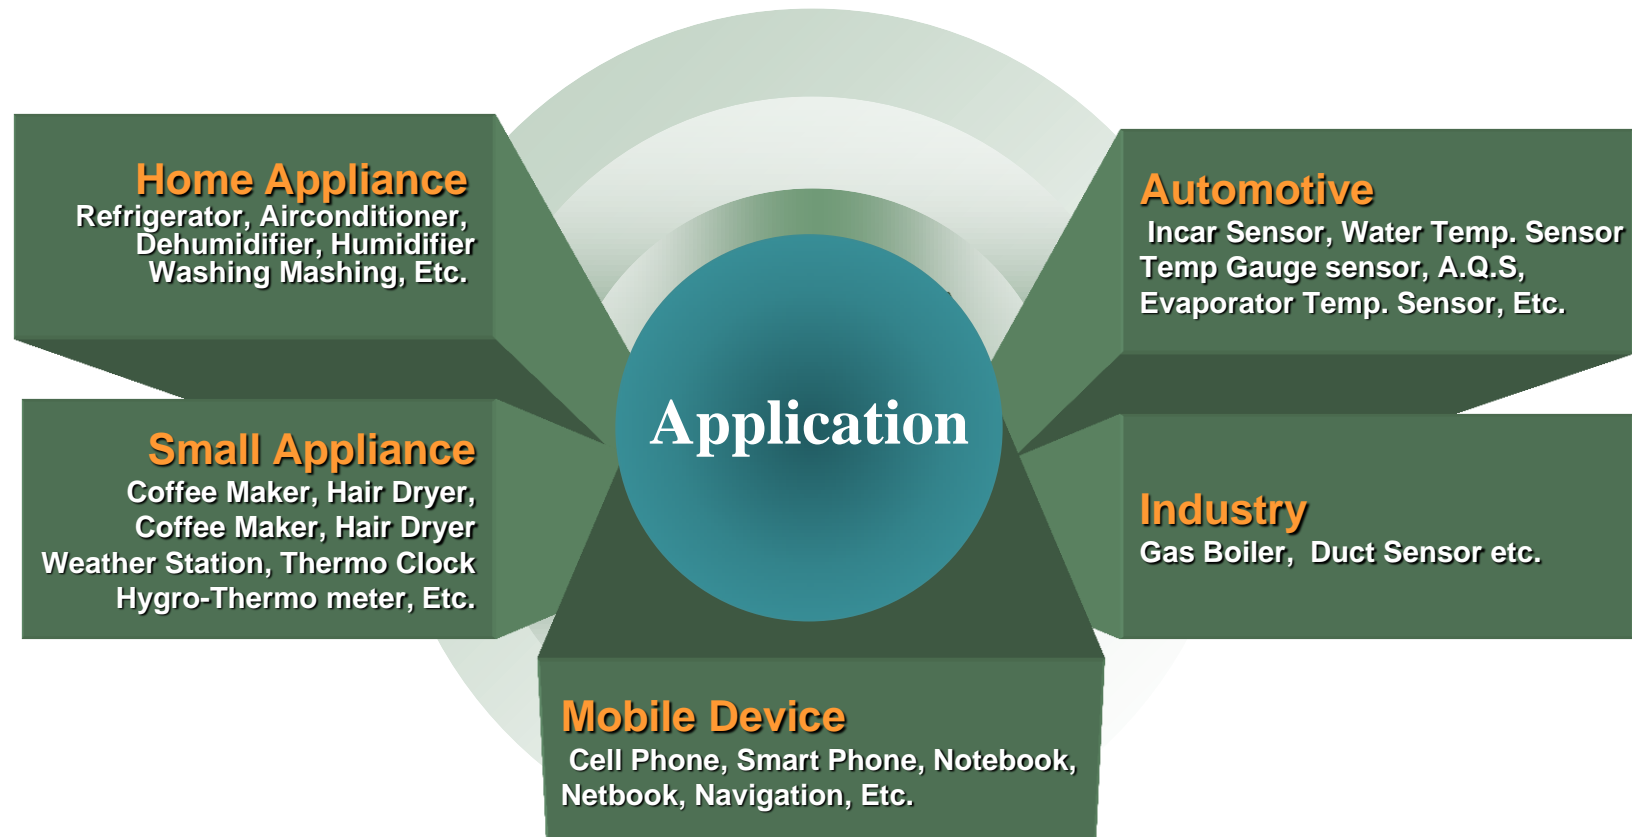 Home Appliance
Refrigerator, Airconditioner,
Dehumidifier, Humidifier
Washing Mashing, Etc.
Small Appliance
Coffee Maker, Hair Dryer,
Coffee Maker, Hair Dryer
Weather Station, Thermo Clock
Hygro-Thermo meter, Etc.
Application
Automotive
Incar Sensor, Water Temp. Sensor
Temp Gauge sensor, A.Q.S,
Evaporator Temp. Sensor, Etc.
Industry
Gas Boiler, Duct Sensor etc.
Mobile Device
Cell Phone, Smart Phone, Notebook,
Netbook, Navigation, Etc.